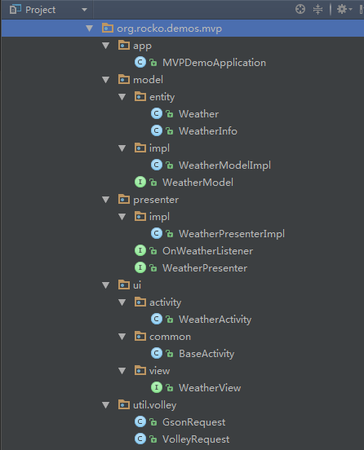 Project
org.rocko.demos.mvp
app
MVPDemoApplication
model
entity
Weather
WeatherInfo
impl
WeatherModelImpl
WeatherModel
presenter
impl
WeatherPresenterImpl
OnWeatherListener
WeatherPresenter
ui
activity
WeatherActivity
common
BaseActivity
view
WeatherView
util.volley
GsonRequest
VolleyRequest